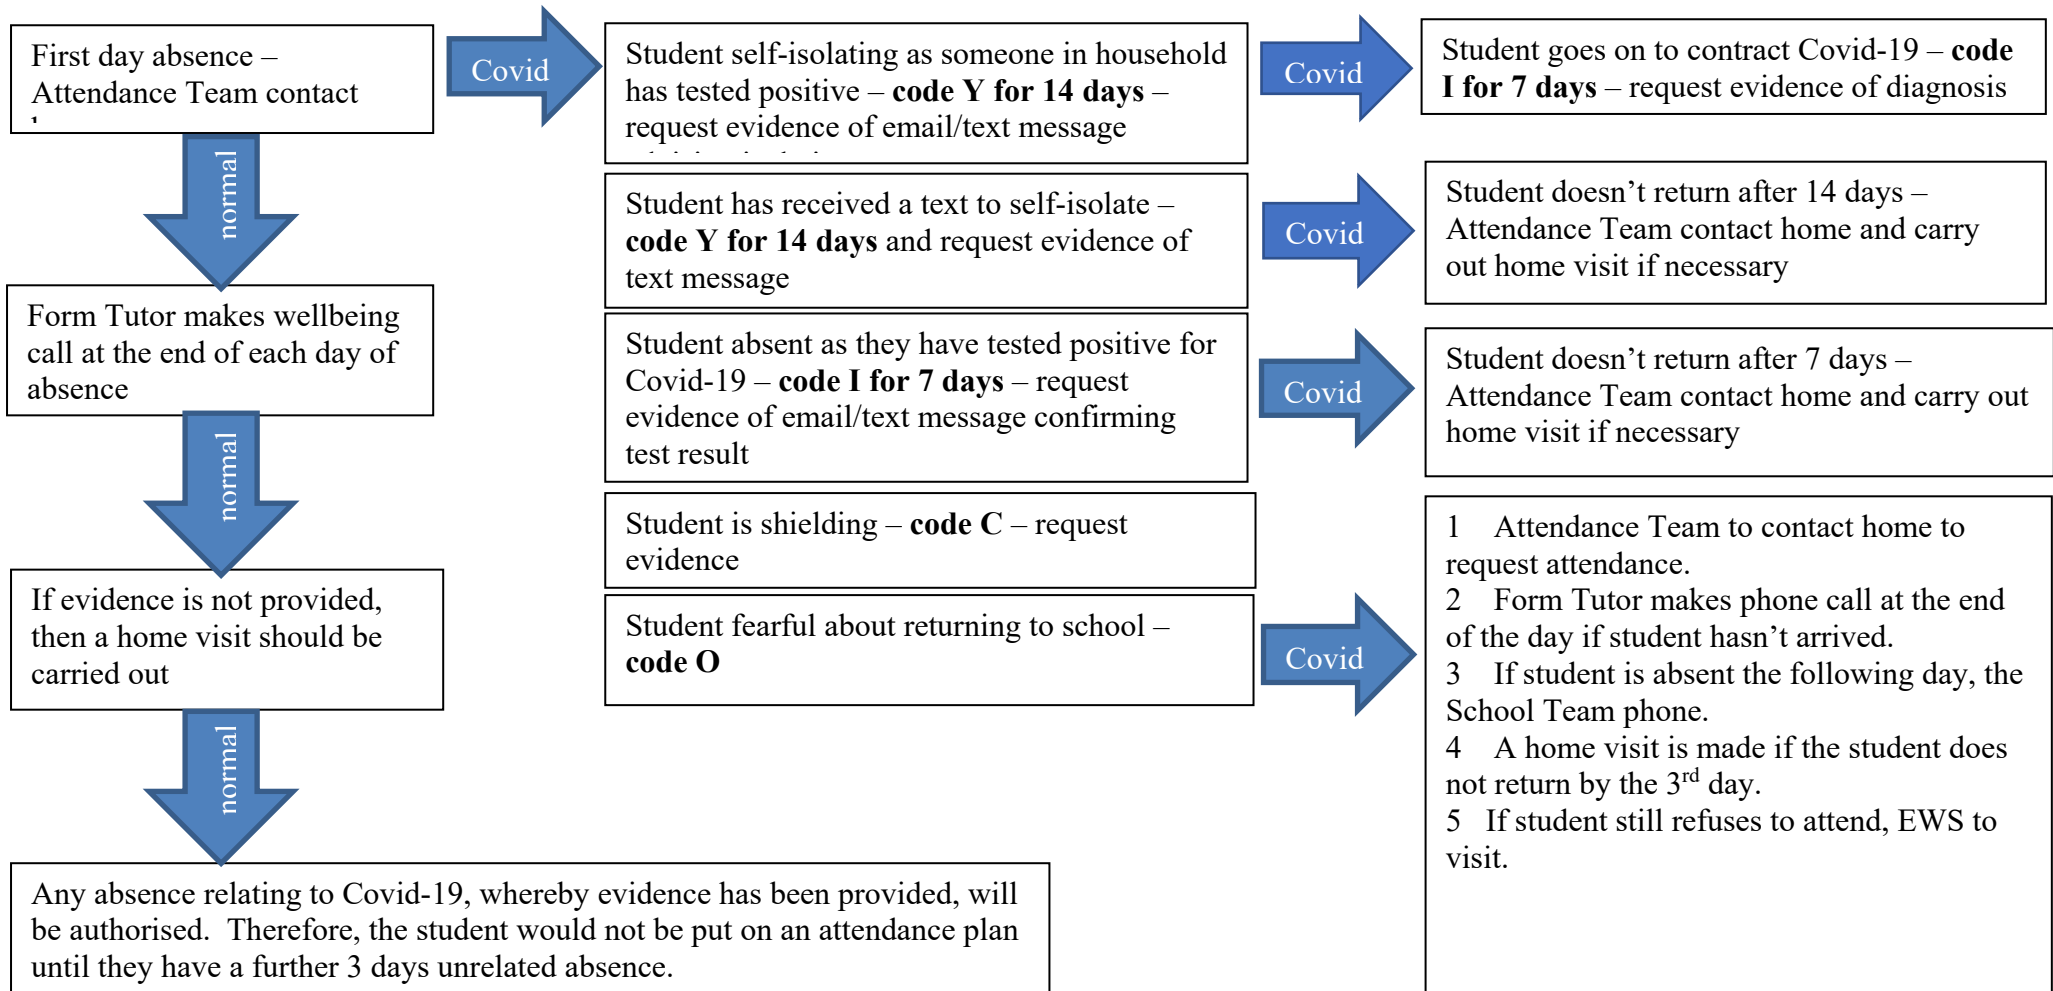 First day absence –
Attendance Team contact
Covid
Student self-isolating as someone in household
has tested positive – code Y for 14 days –
request evidence of email/text message
Covid
Student goes on to contract Covid-19 – code
I for 7 days – request evidence of diagnosis
normal
Student has received a text to self-isolate –
code Y for 14 days and request evidence of
text message
Covid
Student doesn’t return after 14 days –
Attendance Team contact home and carry
out home visit if necessary
Form Tutor makes wellbeing
call at the end of each day of
absence
Student absent as they have tested positive for
Covid-19 – code I for 7 days – request
evidence of email/text message confirming
test result
Covid
Student doesn’t return after 7 days –
Attendance Team contact home and carry out
home visit if necessary
normal
Student is shielding – code C – request
evidence
If evidence is not provided,
then a home visit should be
carried out
Student fearful about returning to school –
code O
Covid
1 Attendance Team to contact home to
request attendance.
2 Form Tutor makes phone call at the end
of the day if student hasn’t arrived.
3 If student is absent the following day, the
School Team phone.
4 A home visit is made if the student does
not return by the 3rd day.
5 If student still refuses to attend, EWS to
visit.
normal
Any absence relating to Covid-19, whereby evidence has been provided, will
be authorised. Therefore, the student would not be put on an attendance plan
until they have a further 3 days unrelated absence.